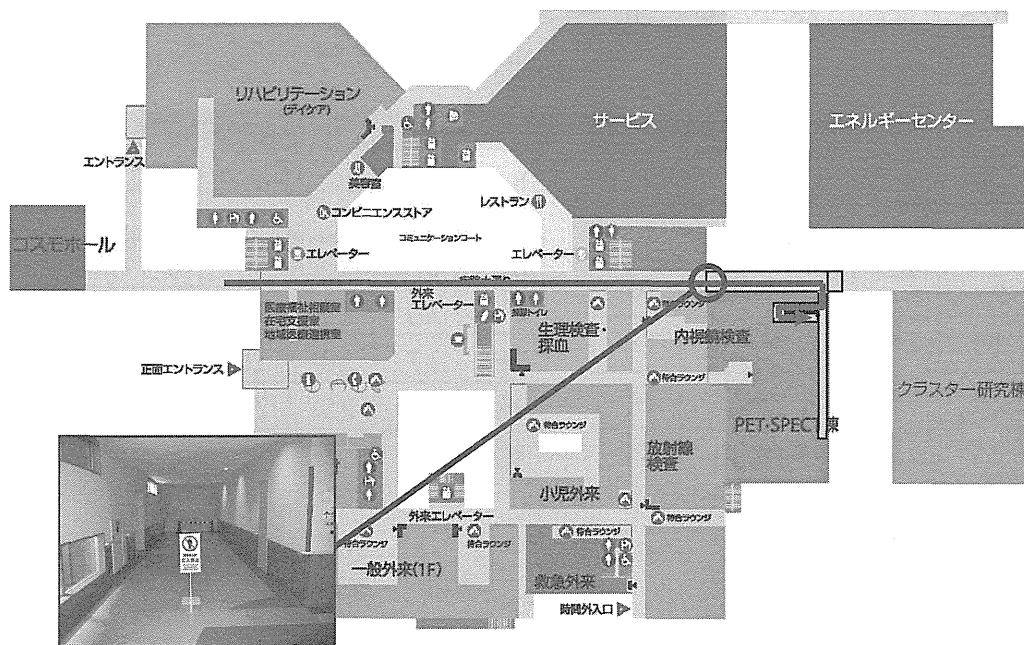 リハビリテーション
(デイケア)
サービス
エネルギーセンター
エントランス
美容室
コンビニエンスストア
レストラン
コスモホール
エレベーター
コミュニケーションコート
エレベーター
外来
エレベーター
医療福祉相談室
在宅支援室
地域医療連携室
生理検査・
採血
内視鏡検査
正面エントランス
待合ラウンジ
クラスター研究棟
PET・SPECT棟
待合ラウンジ
放射線
検査
小児外来
外来エレベーター
待合ラウンジ
待合ラウンジ
待合ラウンジ
待合ラウンジ
一般外来(1F)
救急外来
時間外入口